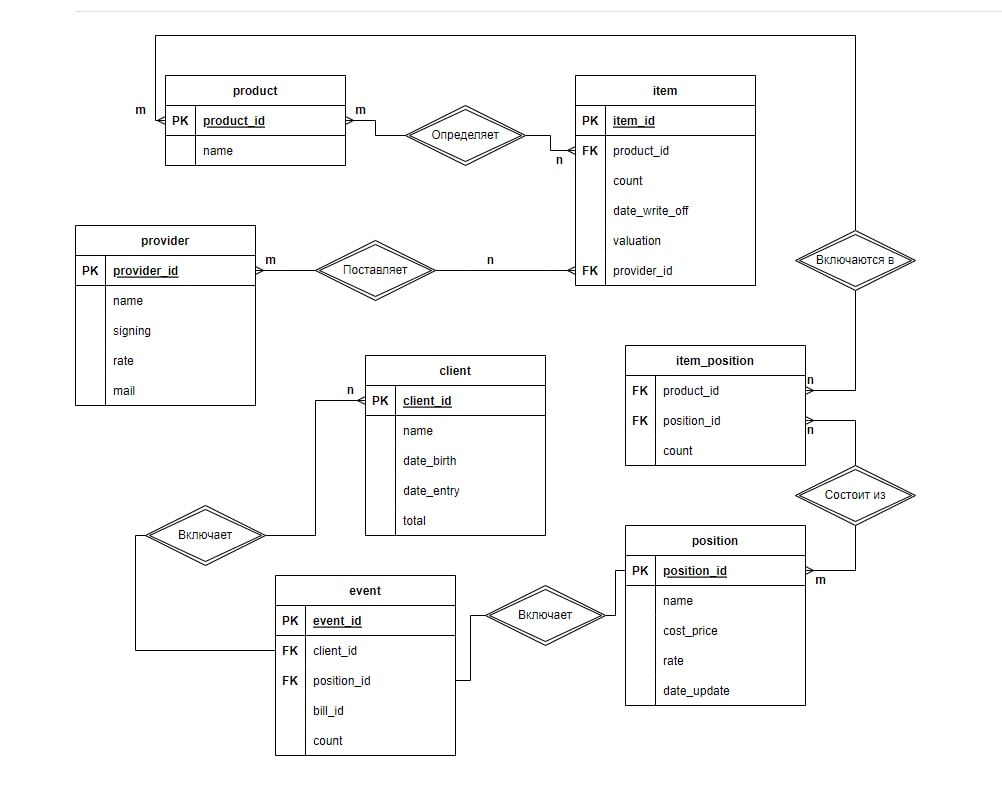 product
m
PK product_id
name
m
Определяет
n
item
PK item_id
FK product_id
count
date_write_off
valuation
FK provider_id
provider
PK provider_id
name
signing
rate
mail
m
Поставляет
n
Включаются в
item_position
FK product_id
FK position_id
count
n
n
Состоит из
m
client
n
PK client_id
name
date_birth
date_entry
total
Включает
event
PK event_id
FK client_id
FK position_id
bill_id
count
Включает
position
PK position_id
name
cost_price
rate
date_update